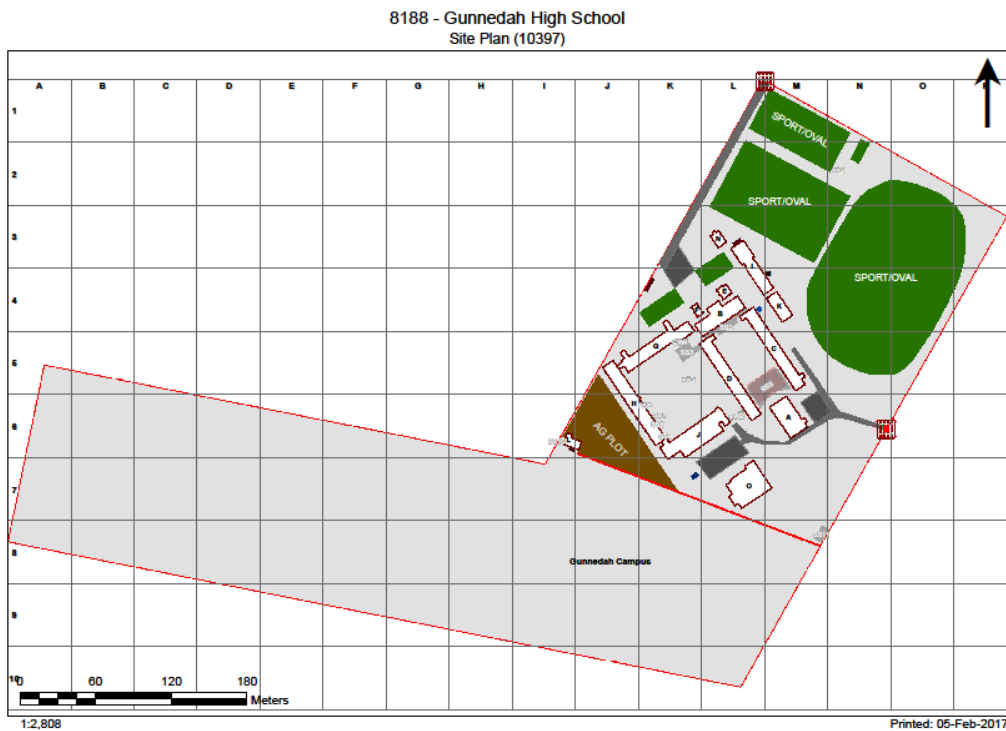 8188 - Gunnedah High School
Site Plan (10397)
A B C D E F G H I J K L M N O
1
SPORT/OVAL
2
SPORT/OVAL
3
N
I
M
SPORT/OVAL
4
E
K
B
G
C
5
D
H
A
6
J
AG PLOT
L
7
O
8
Gunnedah Campus
9
10
0 60 120 180
Meters
1:2,808
Printed: 05-Feb-2017